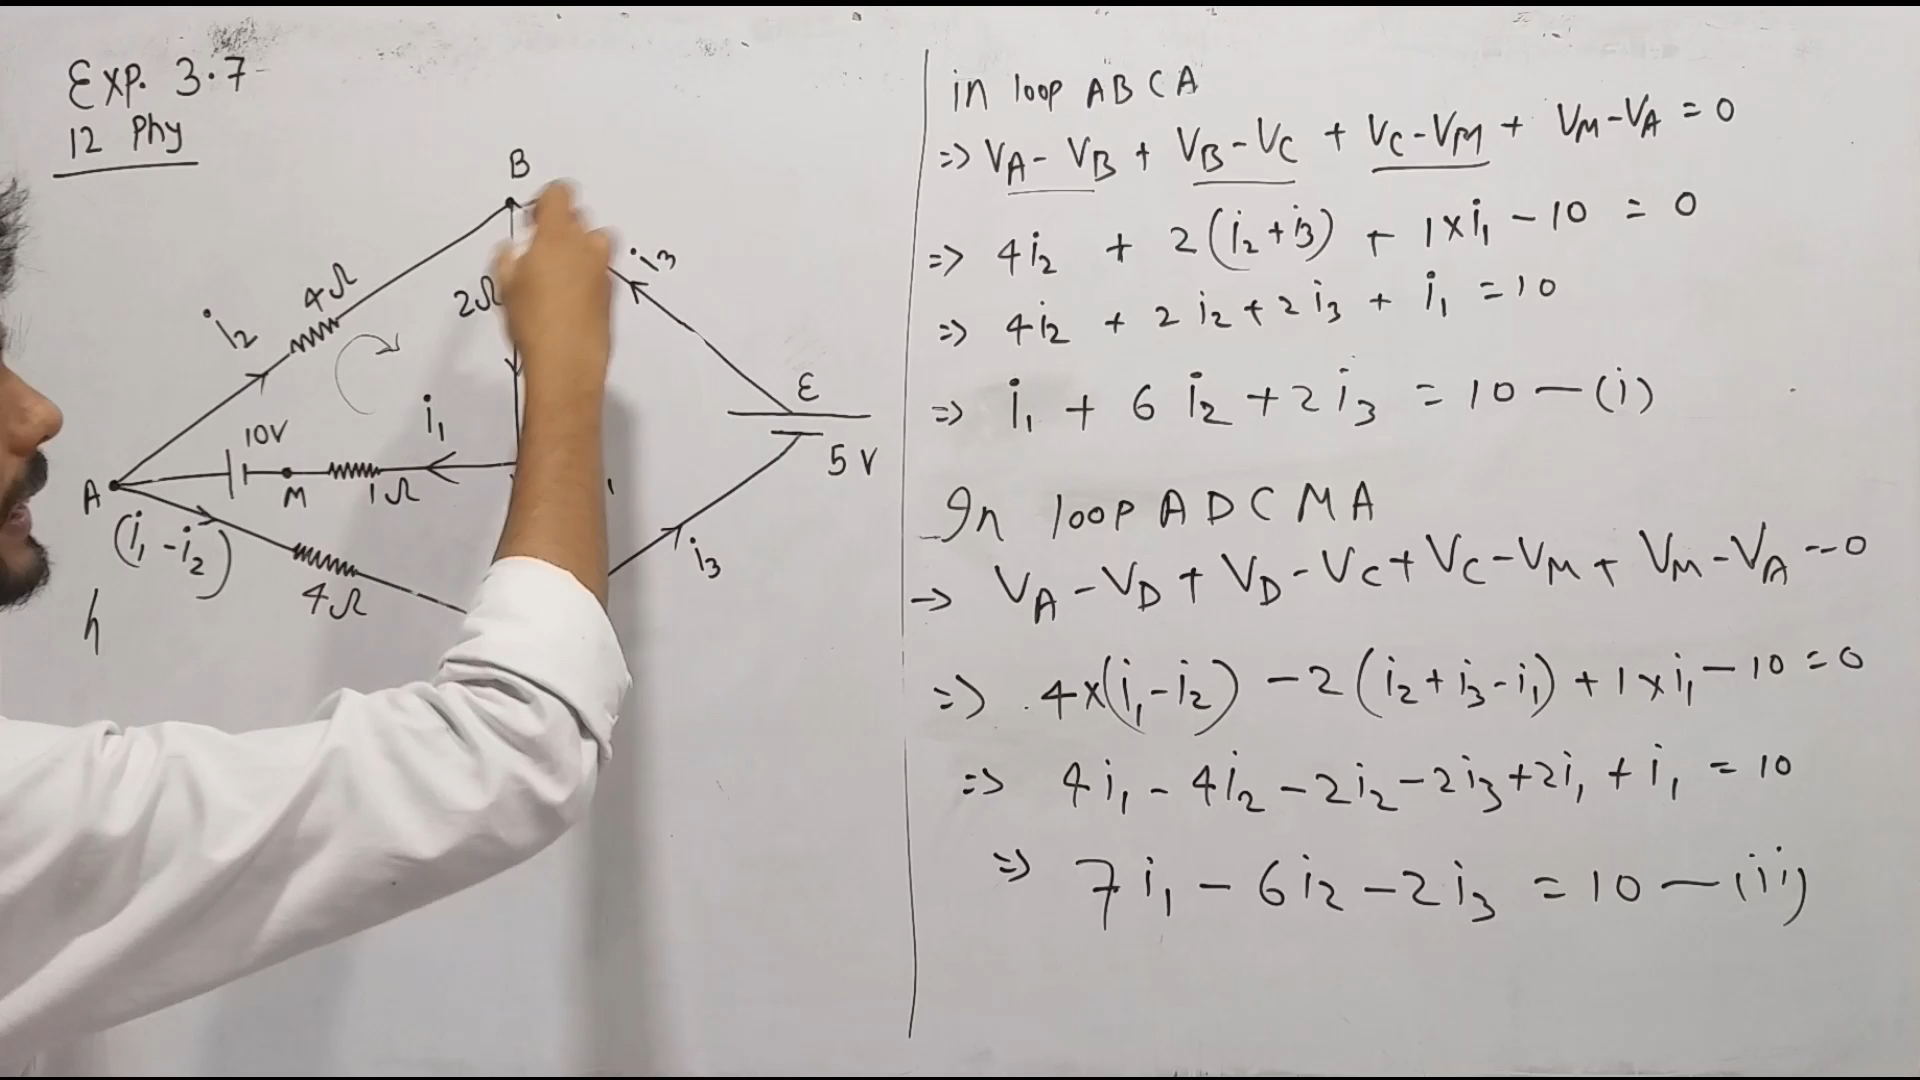 Exp. 3.7
12 Phy
B
i₂
4Ω
2Ω
i₃
E
5V
10V
i₁
A
M
1Ω
(i₁-i₂)
4Ω
i₃
in loop ABCA
=> VA-VB + VB-VC + VC-VM + VM-VA = 0
=> 4i₂ + 2(i₂+i₃) + 1×i₁ - 10 = 0
=> 4i₂ + 2i₂+2i₃ + i₁ = 10
=> i₁ + 6i₂+2i₃ = 10 — (i)
In loop ADCMA
→ VA-VD + VD-VC + VC-VM + VM-VA = 0
=> 4×(i₁-i₂) - 2(i₂+i₃-i₁) + 1×i₁ - 10 = 0
=> 4i₁ - 4i₂ - 2i₂ - 2i₃ + 2i₁ + i₁ = 10
=> 7i₁ - 6i₂ - 2i₃ = 10 — (ii)